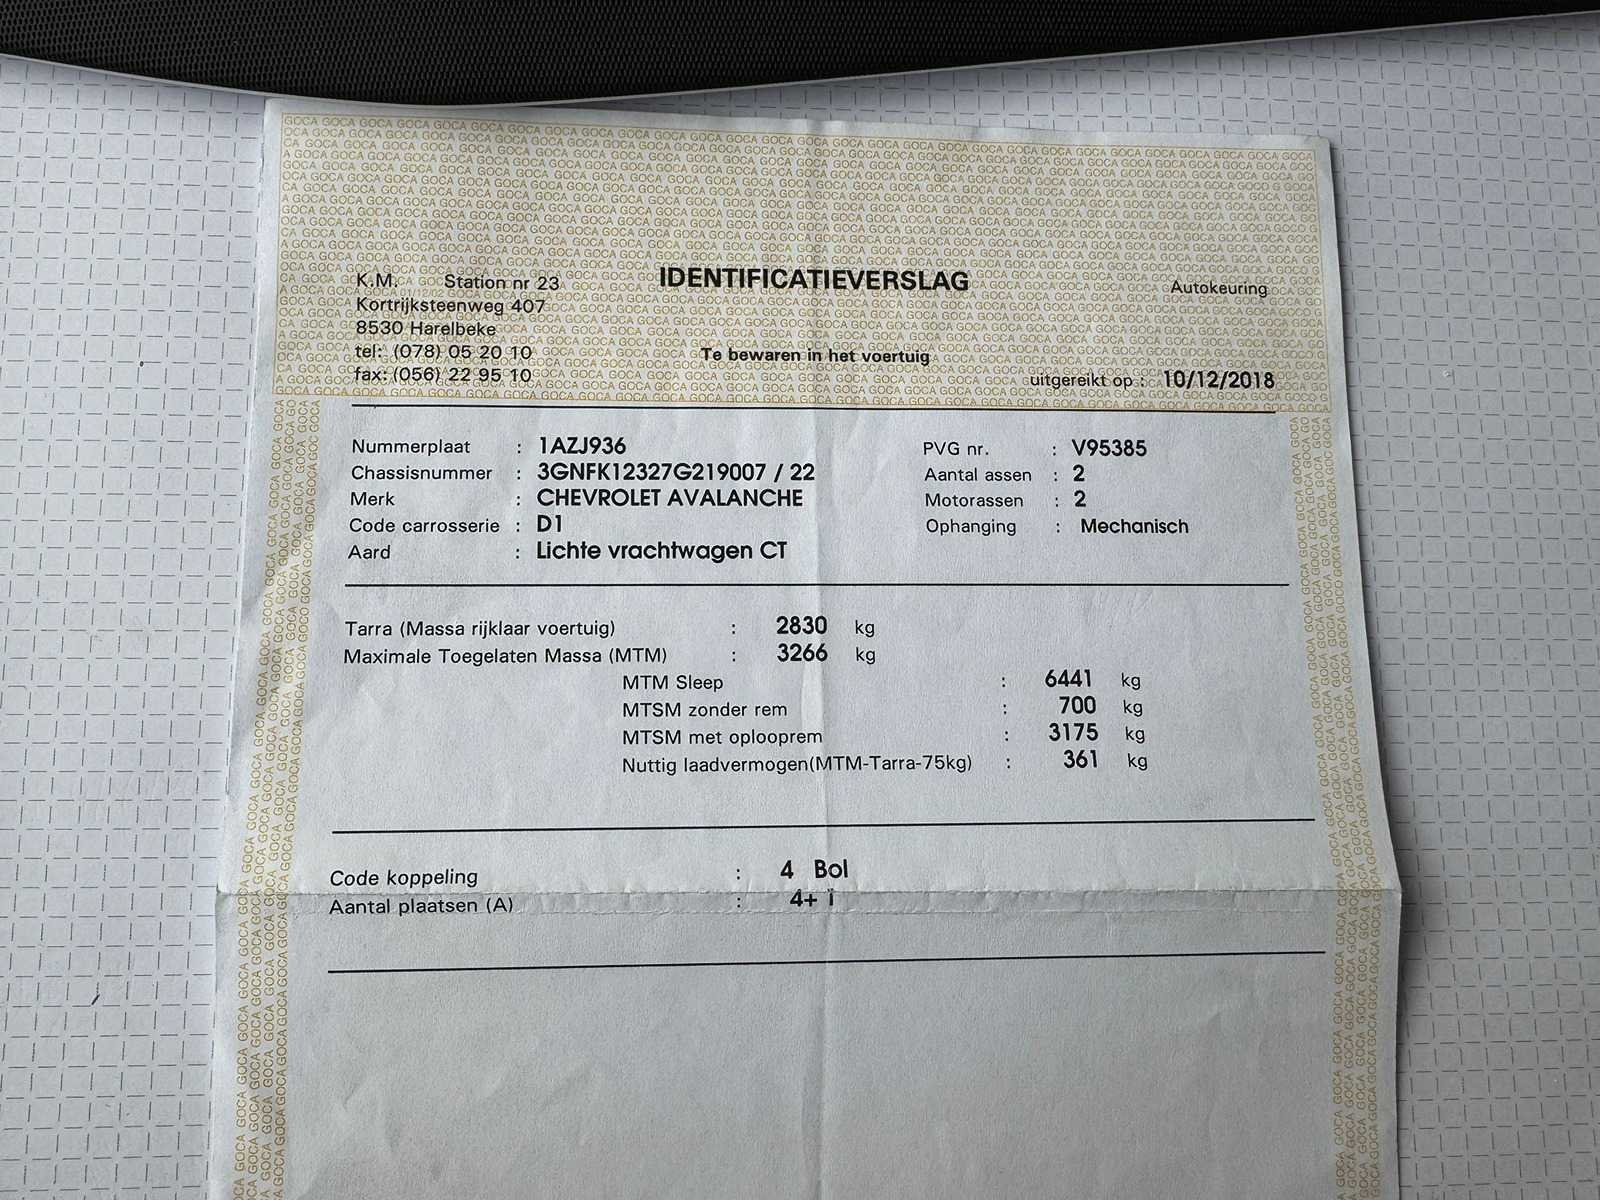 IDENTIFICATIEVERSLAG
K.M. Station nr 23
Kortrijksteenweg 407
8530 Harelbeke
tel: (078) 05 20 10
fax: (056) 22 95 10
Autokeuring
Te bewaren in het voertuig
uitgereikt op : 10/12/2018
Nummerplaat : 1AZJ936
Chassisnummer : 3GNFK12327G219007 / 22
Merk : CHEVROLET AVALANCHE
Code carrosserie : D1
Aard : Lichte vrachtwagen CT
PVG nr. : V95385
Aantal assen : 2
Motorassen : 2
Ophanging : Mechanisch
Tarra (Massa rijklaar voertuig) : 2830 kg
Maximale Toegelaten Massa (MTM) : 3266 kg
MTM Sleep : 6441 kg
MTSM zonder rem : 700 kg
MTSM met oplooprem : 3175 kg
Nuttig laadvermogen(MTM-Tarra-75kg) : 361 kg
Code koppeling : 4 Bol
Aantal plaatsen (A) : 4+